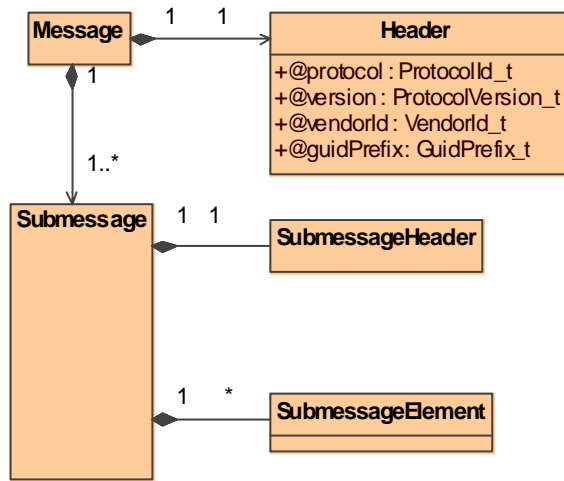 Message
1 1
Header
+@protocol : ProtocolId_t
+@version : ProtocolVersion_t
+@vendorId : VendorId_t
+@guidPrefix: GuidPrefix_t
1
1..*
Submessage
1 1
SubmessageHeader
1 *
SubmessageElement